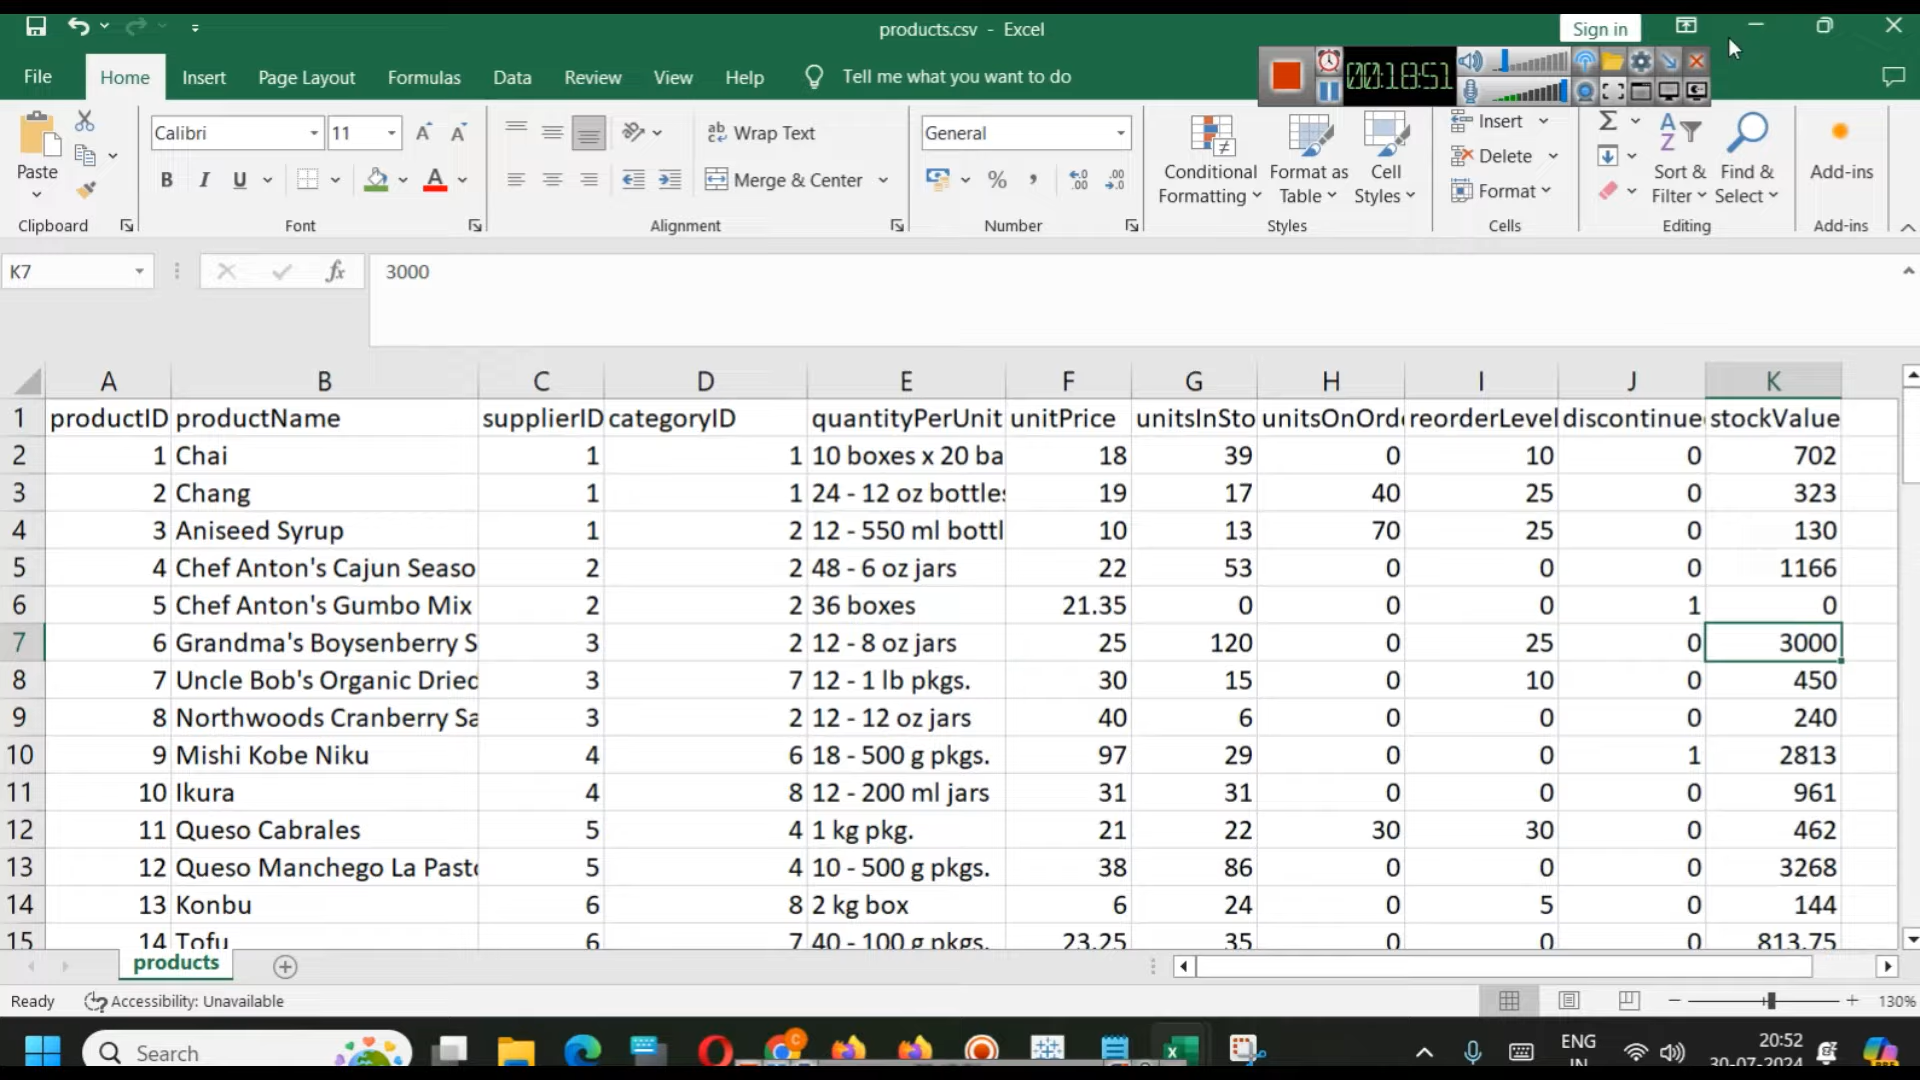 products.csv - Excel
Sign in
File Home Insert Page Layout Formulas Data Review View Help Tell me what you want to do
00:18:51
Paste
Calibri 11
Wrap Text
Merge & Center
General
Conditional Formatting
Format as Table
Cell Styles
Insert
Delete
Format
Sort & Filter
Find & Select
Add-ins
Clipboard Font Alignment Number Styles Cells Editing Add-ins
K7 fx 3000
A B C D E F G H I J K
1 productID productName supplierID categoryID quantityPerUnit unitPrice unitsInSto unitsOnOrde reorderLevel discontinue stockValue
2 1 Chai 1 1 10 boxes x 20 ba 18 39 0 10 0 702
3 2 Chang 1 1 24 - 12 oz bottles 19 17 40 25 0 323
4 3 Aniseed Syrup 1 2 12 - 550 ml bottl 10 13 70 25 0 130
5 4 Chef Anton's Cajun Seaso 2 2 48 - 6 oz jars 22 53 0 0 0 1166
6 5 Chef Anton's Gumbo Mix 2 2 36 boxes 21.35 0 0 0 1 0
7 6 Grandma's Boysenberry S 3 2 12 - 8 oz jars 25 120 0 25 0 3000
8 7 Uncle Bob's Organic Dried 3 7 12 - 1 lb pkgs. 30 15 0 10 0 450
9 8 Northwoods Cranberry Sa 3 2 12 - 12 oz jars 40 6 0 0 0 240
10 9 Mishi Kobe Niku 4 6 18 - 500 g pkgs. 97 29 0 0 1 2813
11 10 Ikura 4 8 12 - 200 ml jars 31 31 0 0 0 961
12 11 Queso Cabrales 5 4 1 kg pkg. 21 22 30 30 0 462
13 12 Queso Manchego La Pasto 5 4 10 - 500 g pkgs. 38 86 0 0 0 3268
14 13 Konbu 6 8 2 kg box 6 24 0 5 0 144
15 14 Tofu 6 7 40 - 100 g pkgs. 23.25 35 0 0 0 813.75
products
Ready Accessibility: Unavailable 130%
Search
ENG
IN
20:52
30-07-2024